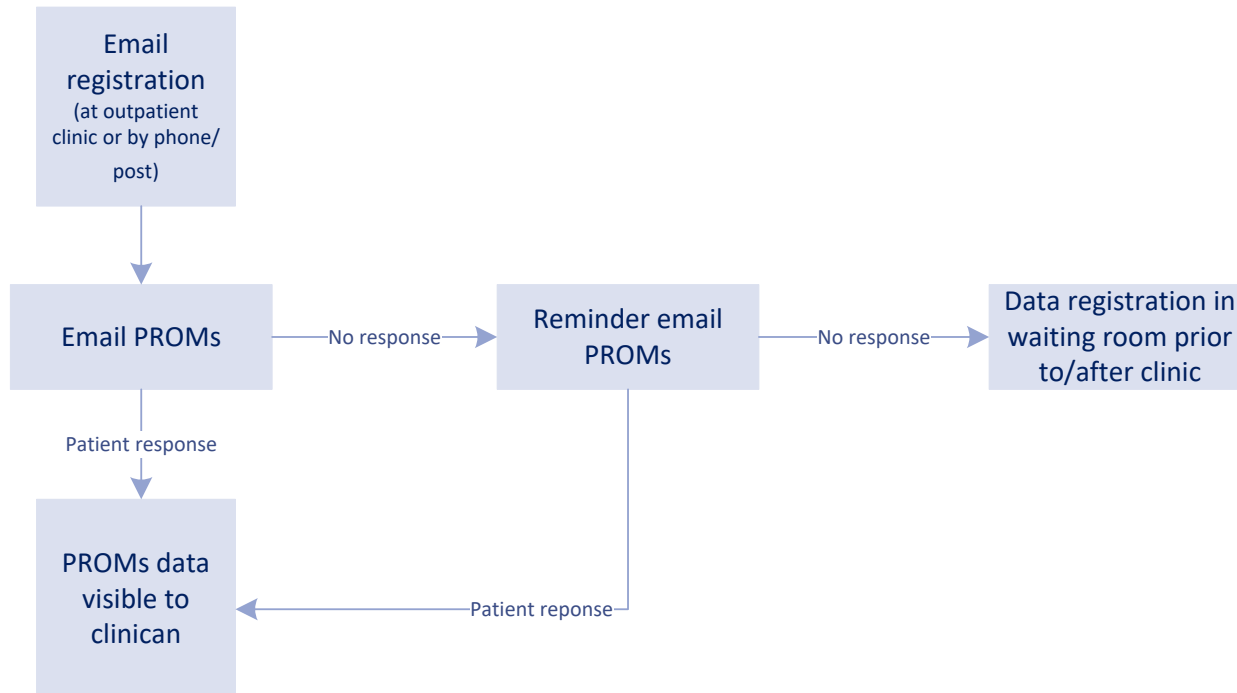 Email
registration
(at outpatient
clinic or by phone/
post)
Email PROMs
No response
Reminder email
PROMs
No response
Data registration in
waiting room prior
to/after clinic
Patient response
PROMs data
visible to
clinican
Patient reponse